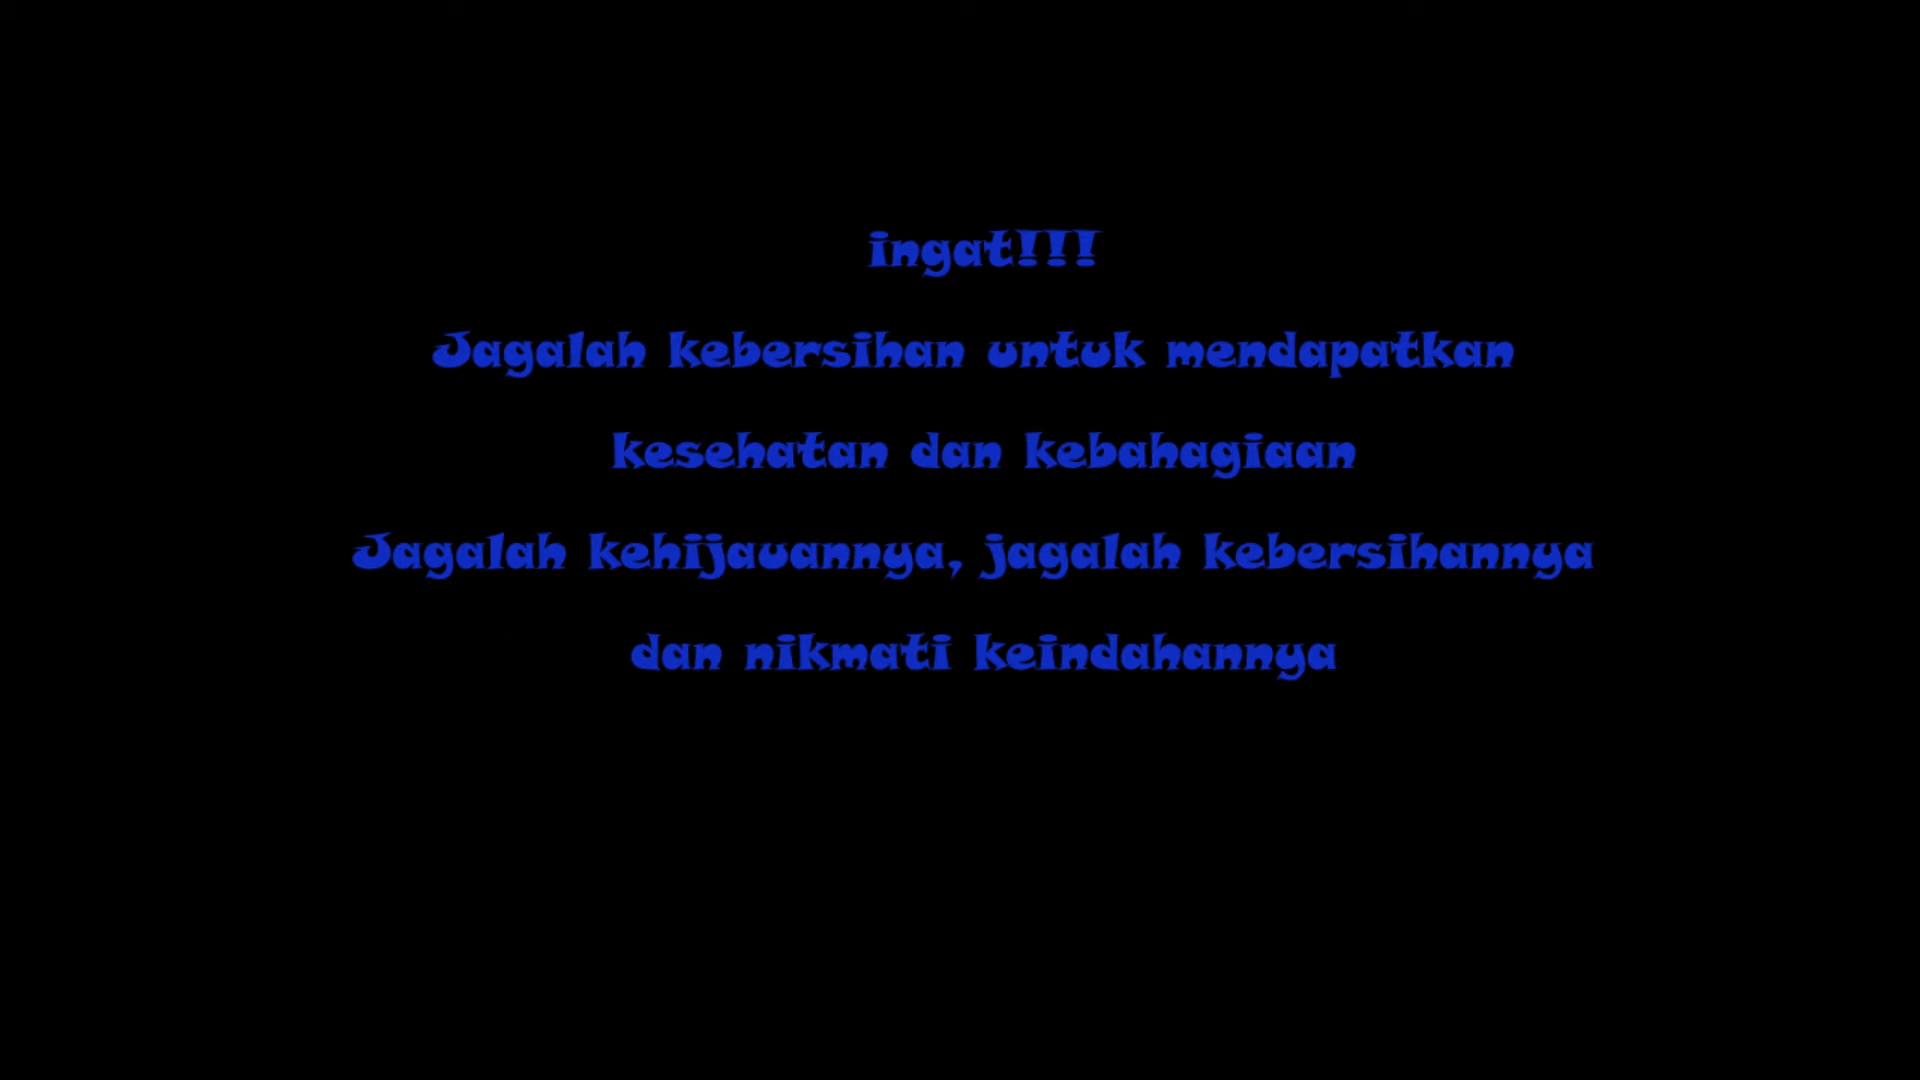 ingat!!!
Jagalah kebersihan untuk mendapatkan
kesehatan dan kebahagiaan
Jagalah kehijauannya, jagalah kebersihannya
dan nikmati keindahannya